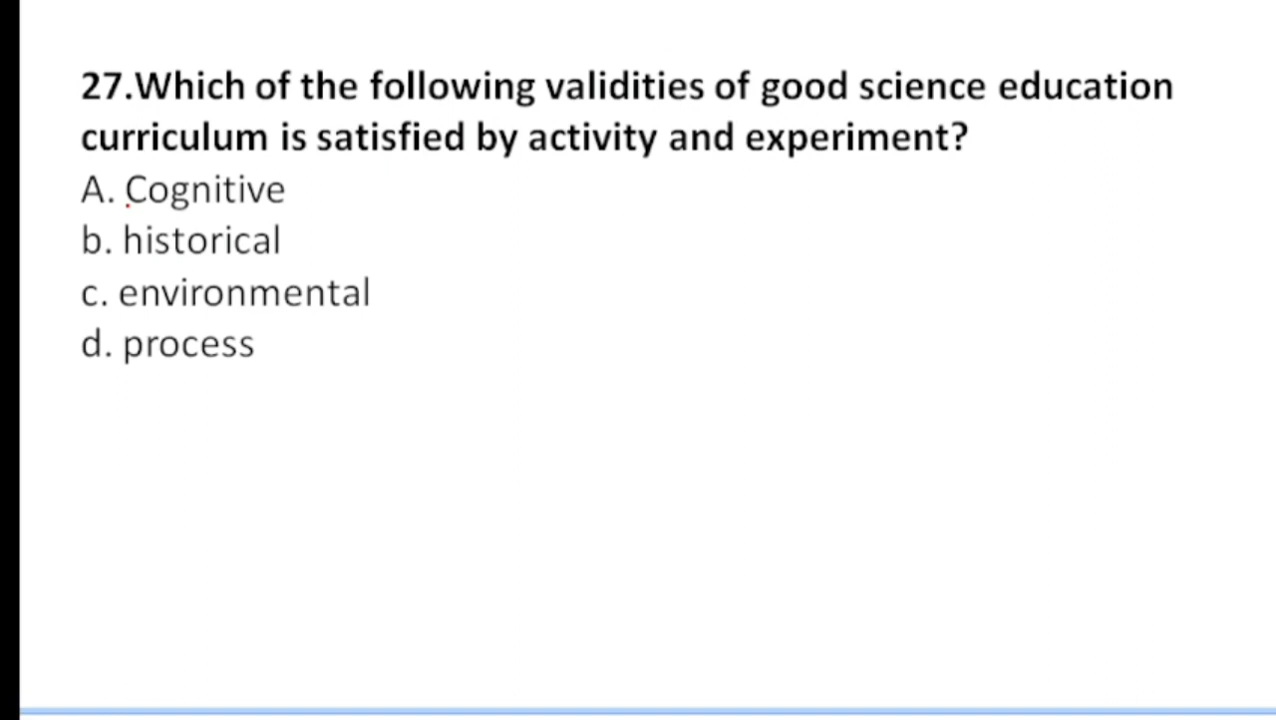 27.Which of the following validities of good science education
curriculum is satisfied by activity and experiment?
A. Cognitive
b. historical
c. environmental
d. process